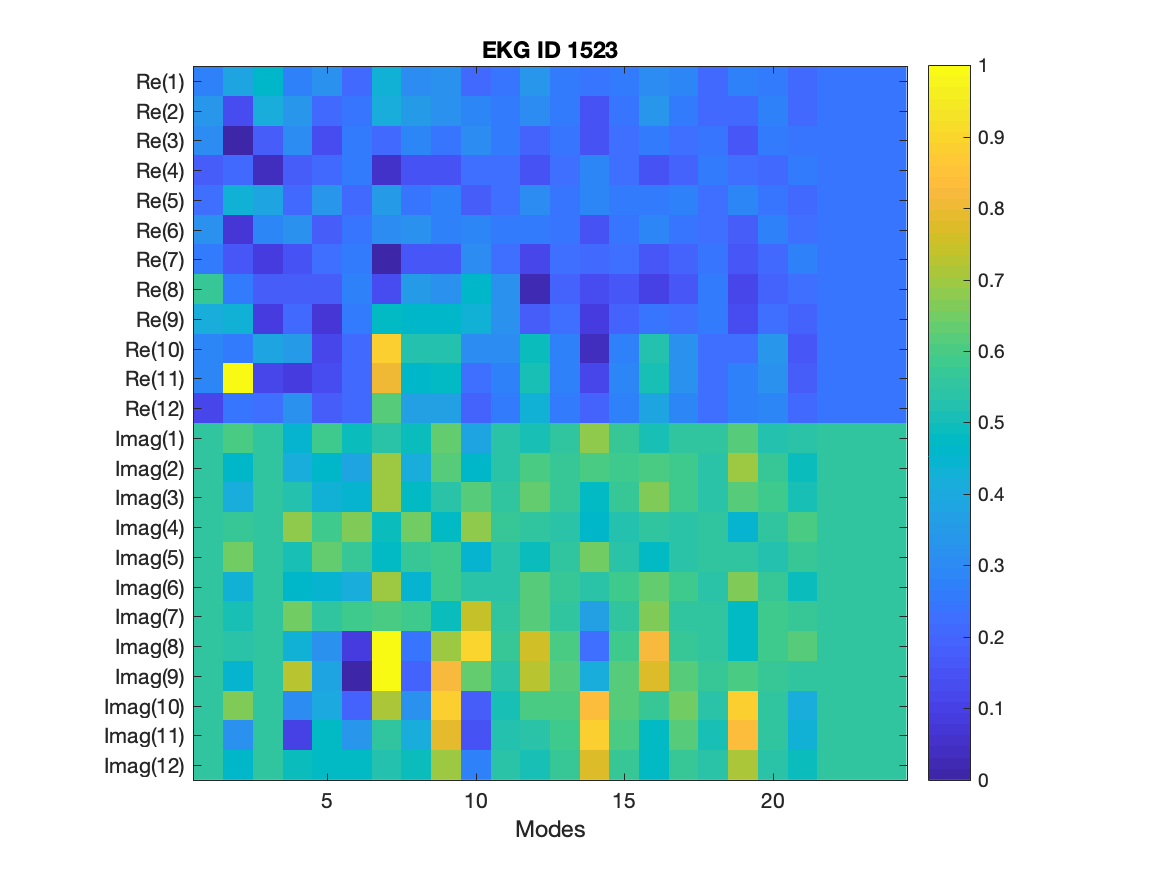 EKG ID 1523
Re(1)
Re(2)
Re(3)
Re(4)
Re(5)
Re(6)
Re(7)
Re(8)
Re(9)
Re(10)
Re(11)
Re(12)
Imag(1)
Imag(2)
Imag(3)
Imag(4)
Imag(5)
Imag(6)
Imag(7)
Imag(8)
Imag(9)
Imag(10)
Imag(11)
Imag(12)
5 10 15 20
Modes
1
0.9
0.8
0.7
0.6
0.5
0.4
0.3
0.2
0.1
0